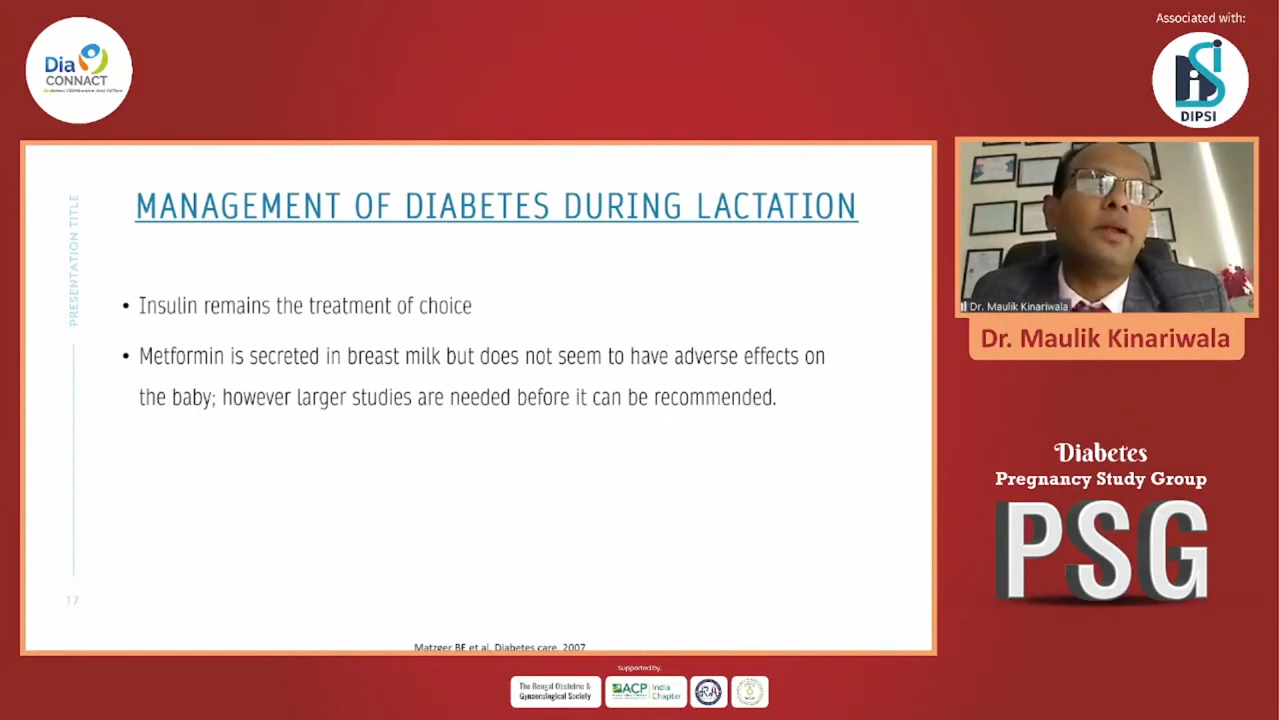 Associated with:
Dia
CONNACT
DiSi
DIPSI
PRESENTATION TITLE
MANAGEMENT OF DIABETES DURING LACTATION
• Insulin remains the treatment of choice
• Metformin is secreted in breast milk but does not seem to have adverse effects on
the baby; however larger studies are needed before it can be recommended.
17
Matzger BE et al. Diabetes care. 2007
Dr. Maulik Kinariwala
Dr. Maulik Kinariwala
Diabetes
Pregnancy Study Group
PSG
Supported by:
The Bengal Obstetric &
Gynaecological Society
ACP
India
Chapter